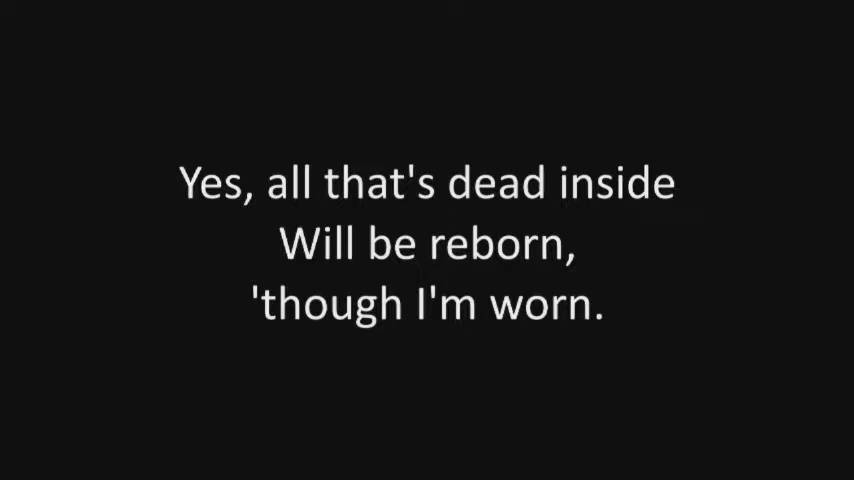 Yes, all that's dead inside
Will be reborn,
'though I'm worn.